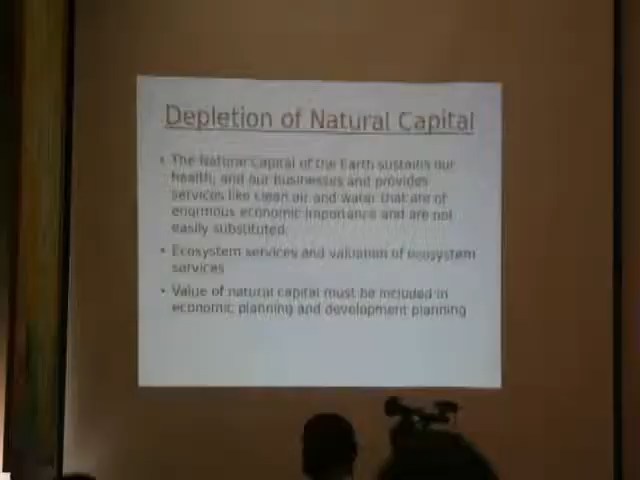 Depletion of Natural Capital
• The Natural Capital of the Earth sustains our
health, and our businesses and provides
services like clean air and water that are of
enormous economic importance and are not
easily substituted.
• Ecosystem services and valuation of ecosystem
services
• Value of natural capital must be included in
economic planning and development planning